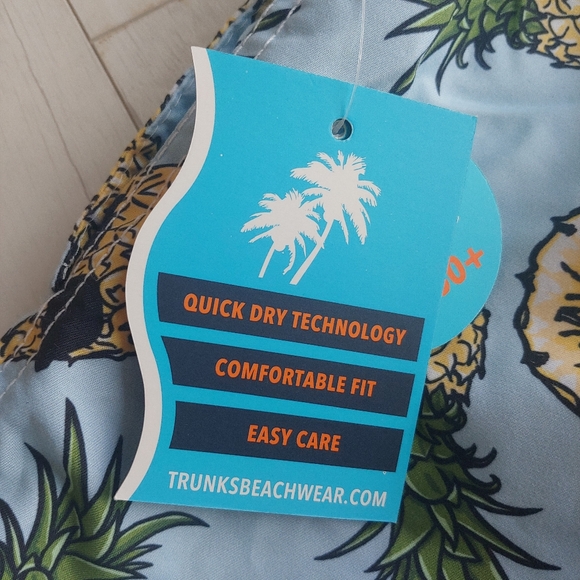 QUICK DRY TECHNOLOGY
COMFORTABLE FIT
EASY CARE
TRUNKSBEACHWEAR.COM